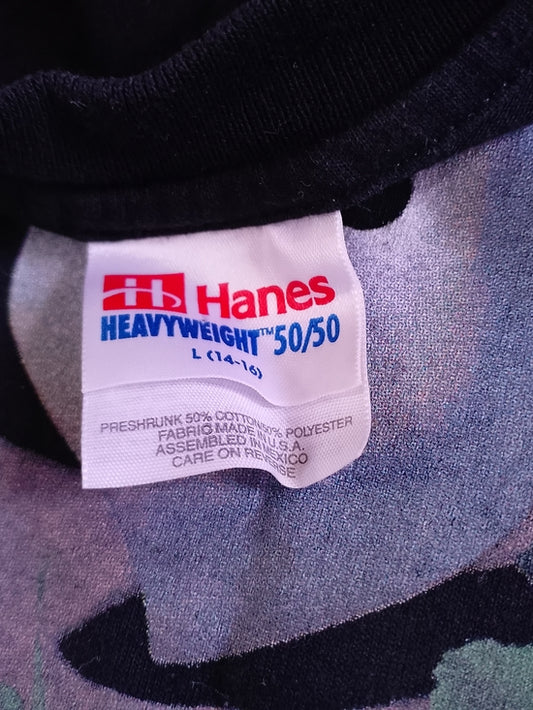 Hanes
HEAVYWEIGHT™ 50/50
L (14-16)
PRESHRUNK 50% COTTON/50% POLYESTER
FABRIC MADE U.S.A.
ASSEMBLED IN MEXICO
CARE ON REVERSE